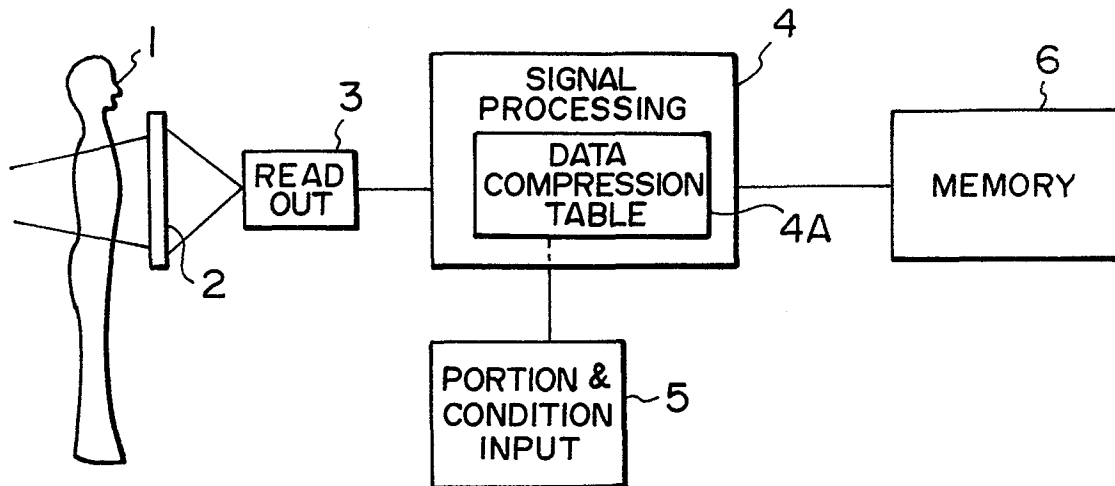 1
2
3
READ
OUT
4
SIGNAL
PROCESSING
DATA
COMPRESSION
TABLE
4A
PORTION &
CONDITION
INPUT
5
6
MEMORY